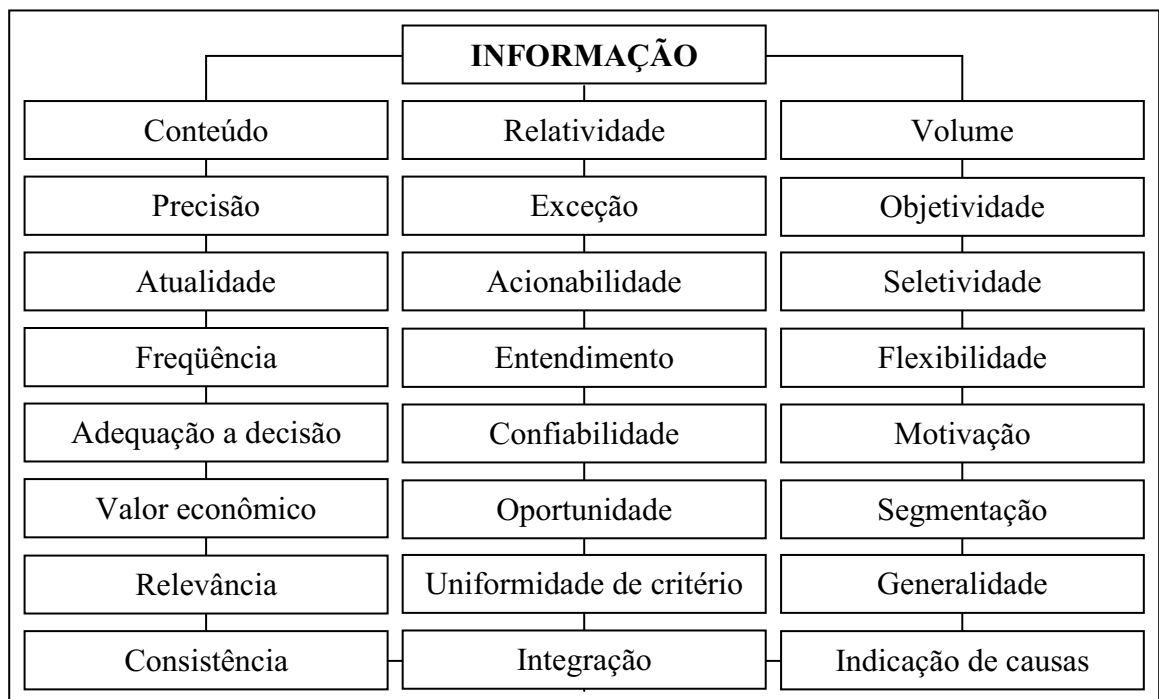 INFORMAÇÃO
Conteúdo
Relatividade
Volume
Precisão
Exceção
Objetividade
Atualidade
Acionabilidade
Seletividade
Freqüência
Entendimento
Flexibilidade
Adequação a decisão
Confiabilidade
Motivação
Valor econômico
Oportunidade
Segmentação
Relevância
Uniformidade de critério
Generalidade
Consistência
Integração
Indicação de causas